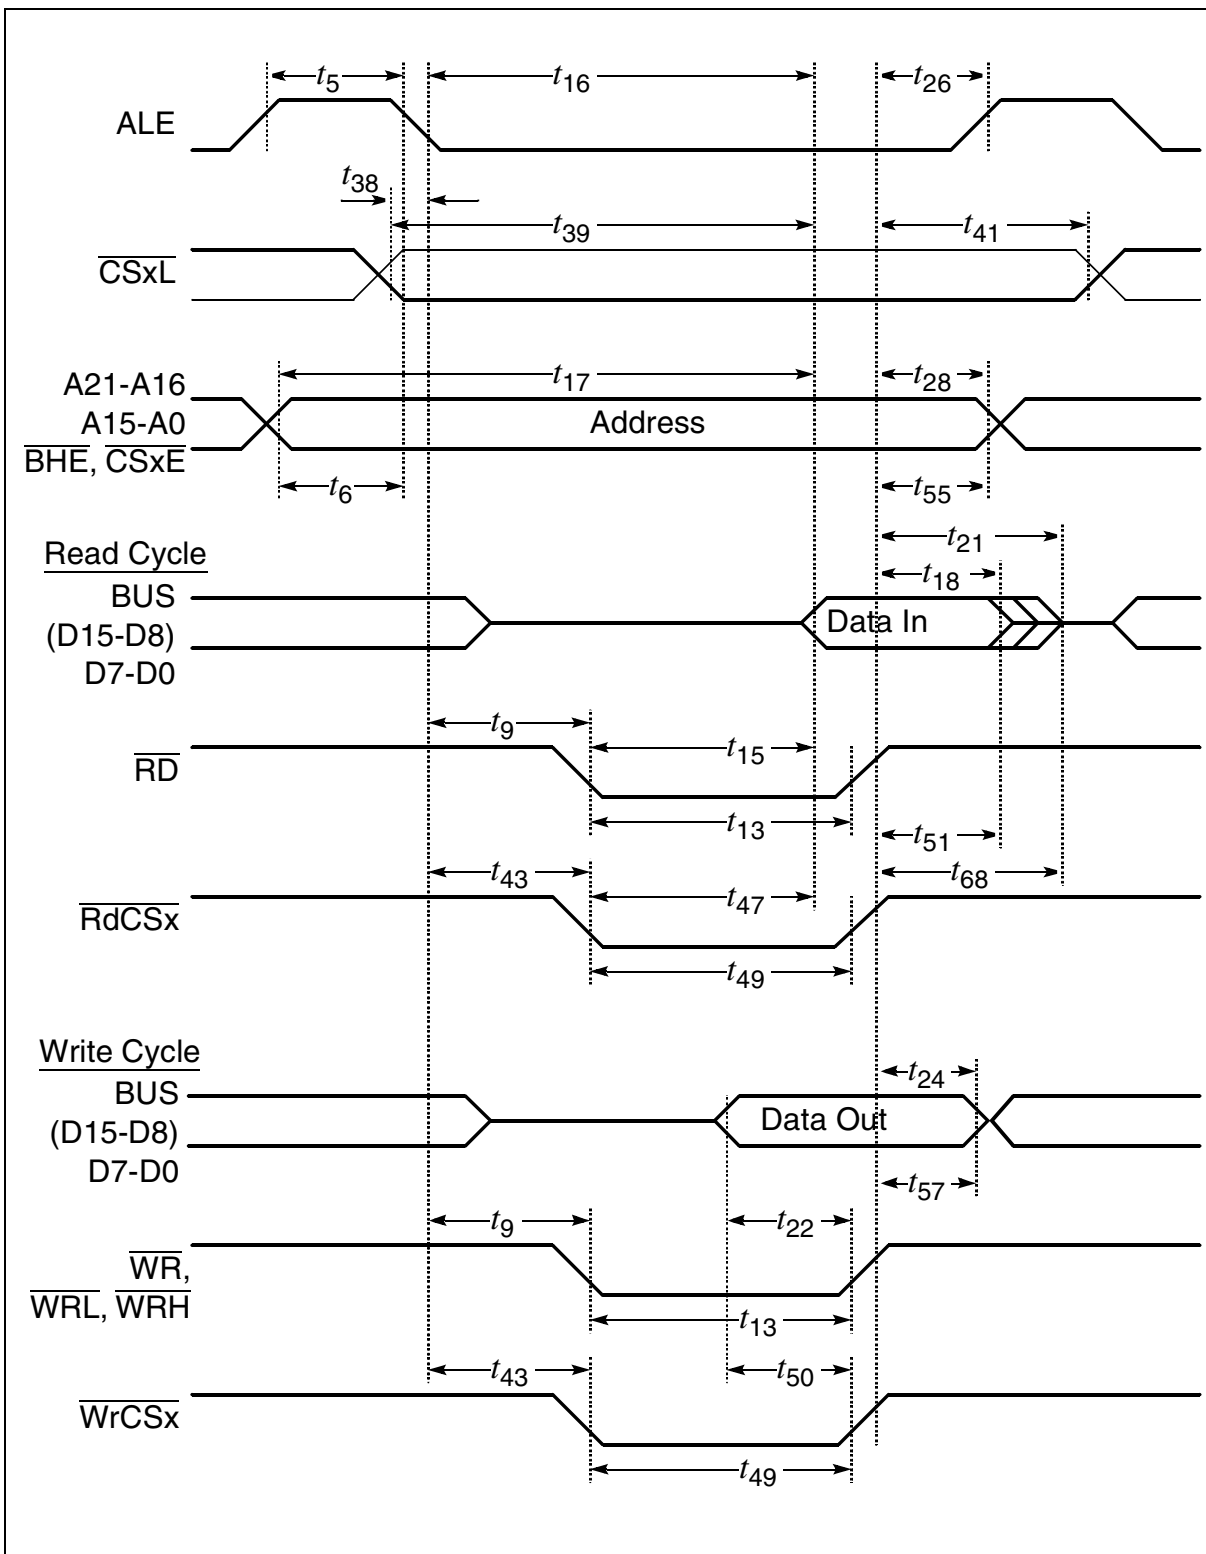 t5 t16 t26
ALE
t38
t39 t41
CSxL
A21-A16 t17 t28
A15-A0 Address
BHE, CSxE
t6 t55
t21
Read Cycle
t18
BUS
(D15-D8) Data In
D7-D0
t9
t15
RD
t13 t51
t43 t68
t47
RdCSx
t49
Write Cycle
t24
BUS
(D15-D8) Data Out
D7-D0
t57
t9 t22
WR,
WRL, WRH
t13
t43 t50
WrCSx
t49